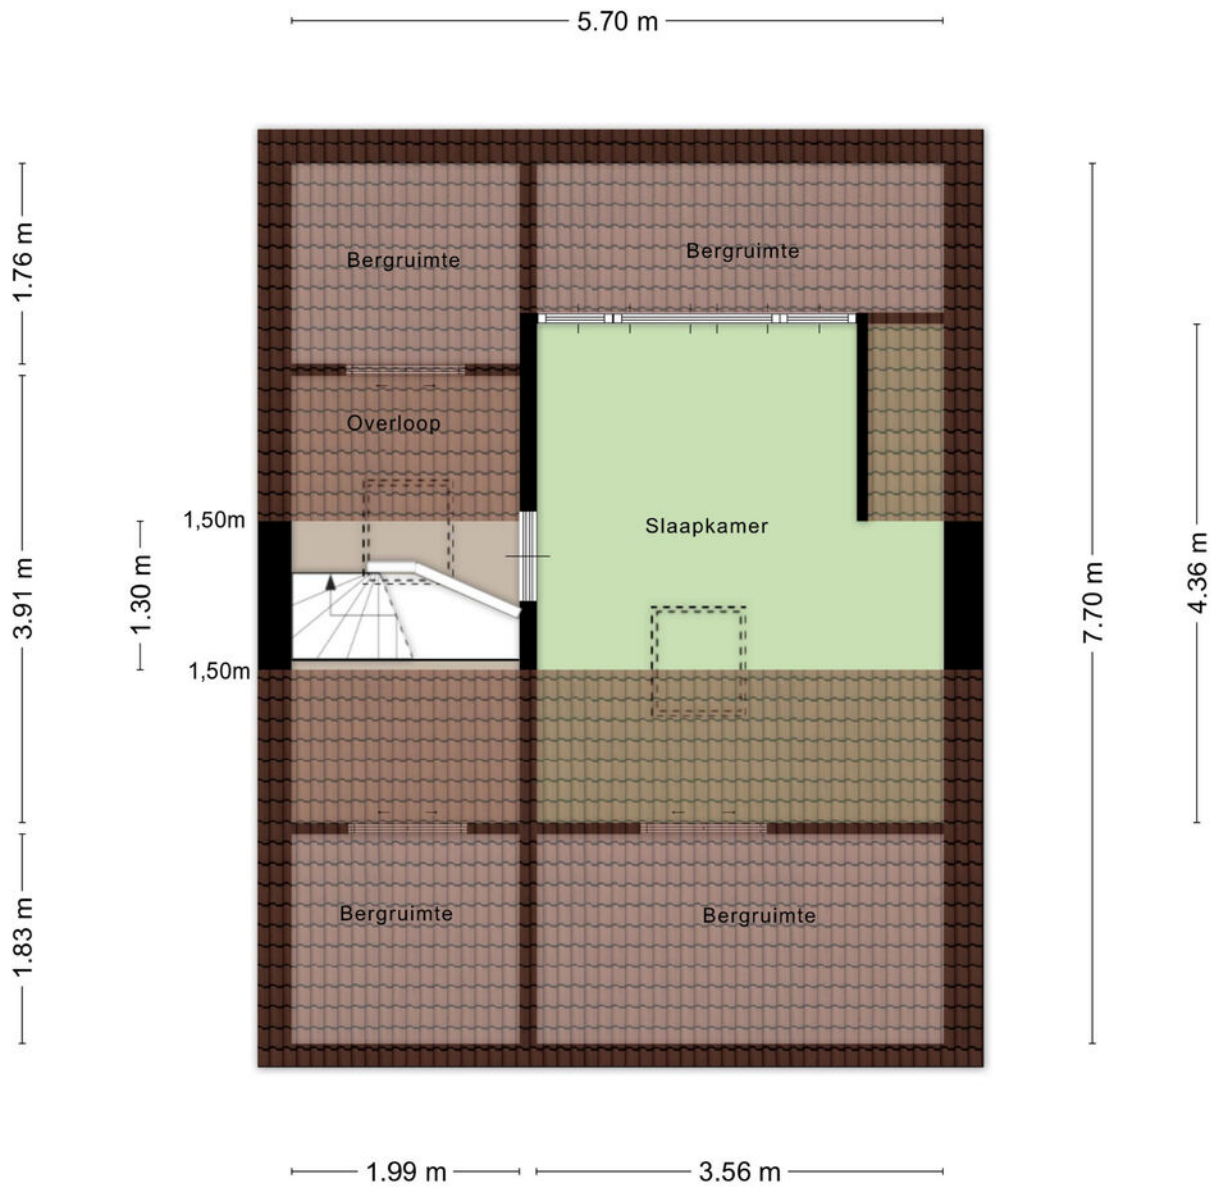 5.70 m
Bergruimte
Bergruimte
1.76 m
Overloop
1,50m
Slaapkamer
1.30 m
3.91 m
7.70 m
4.36 m
1,50m
Bergruimte
Bergruimte
1.83 m
1.99 m
3.56 m